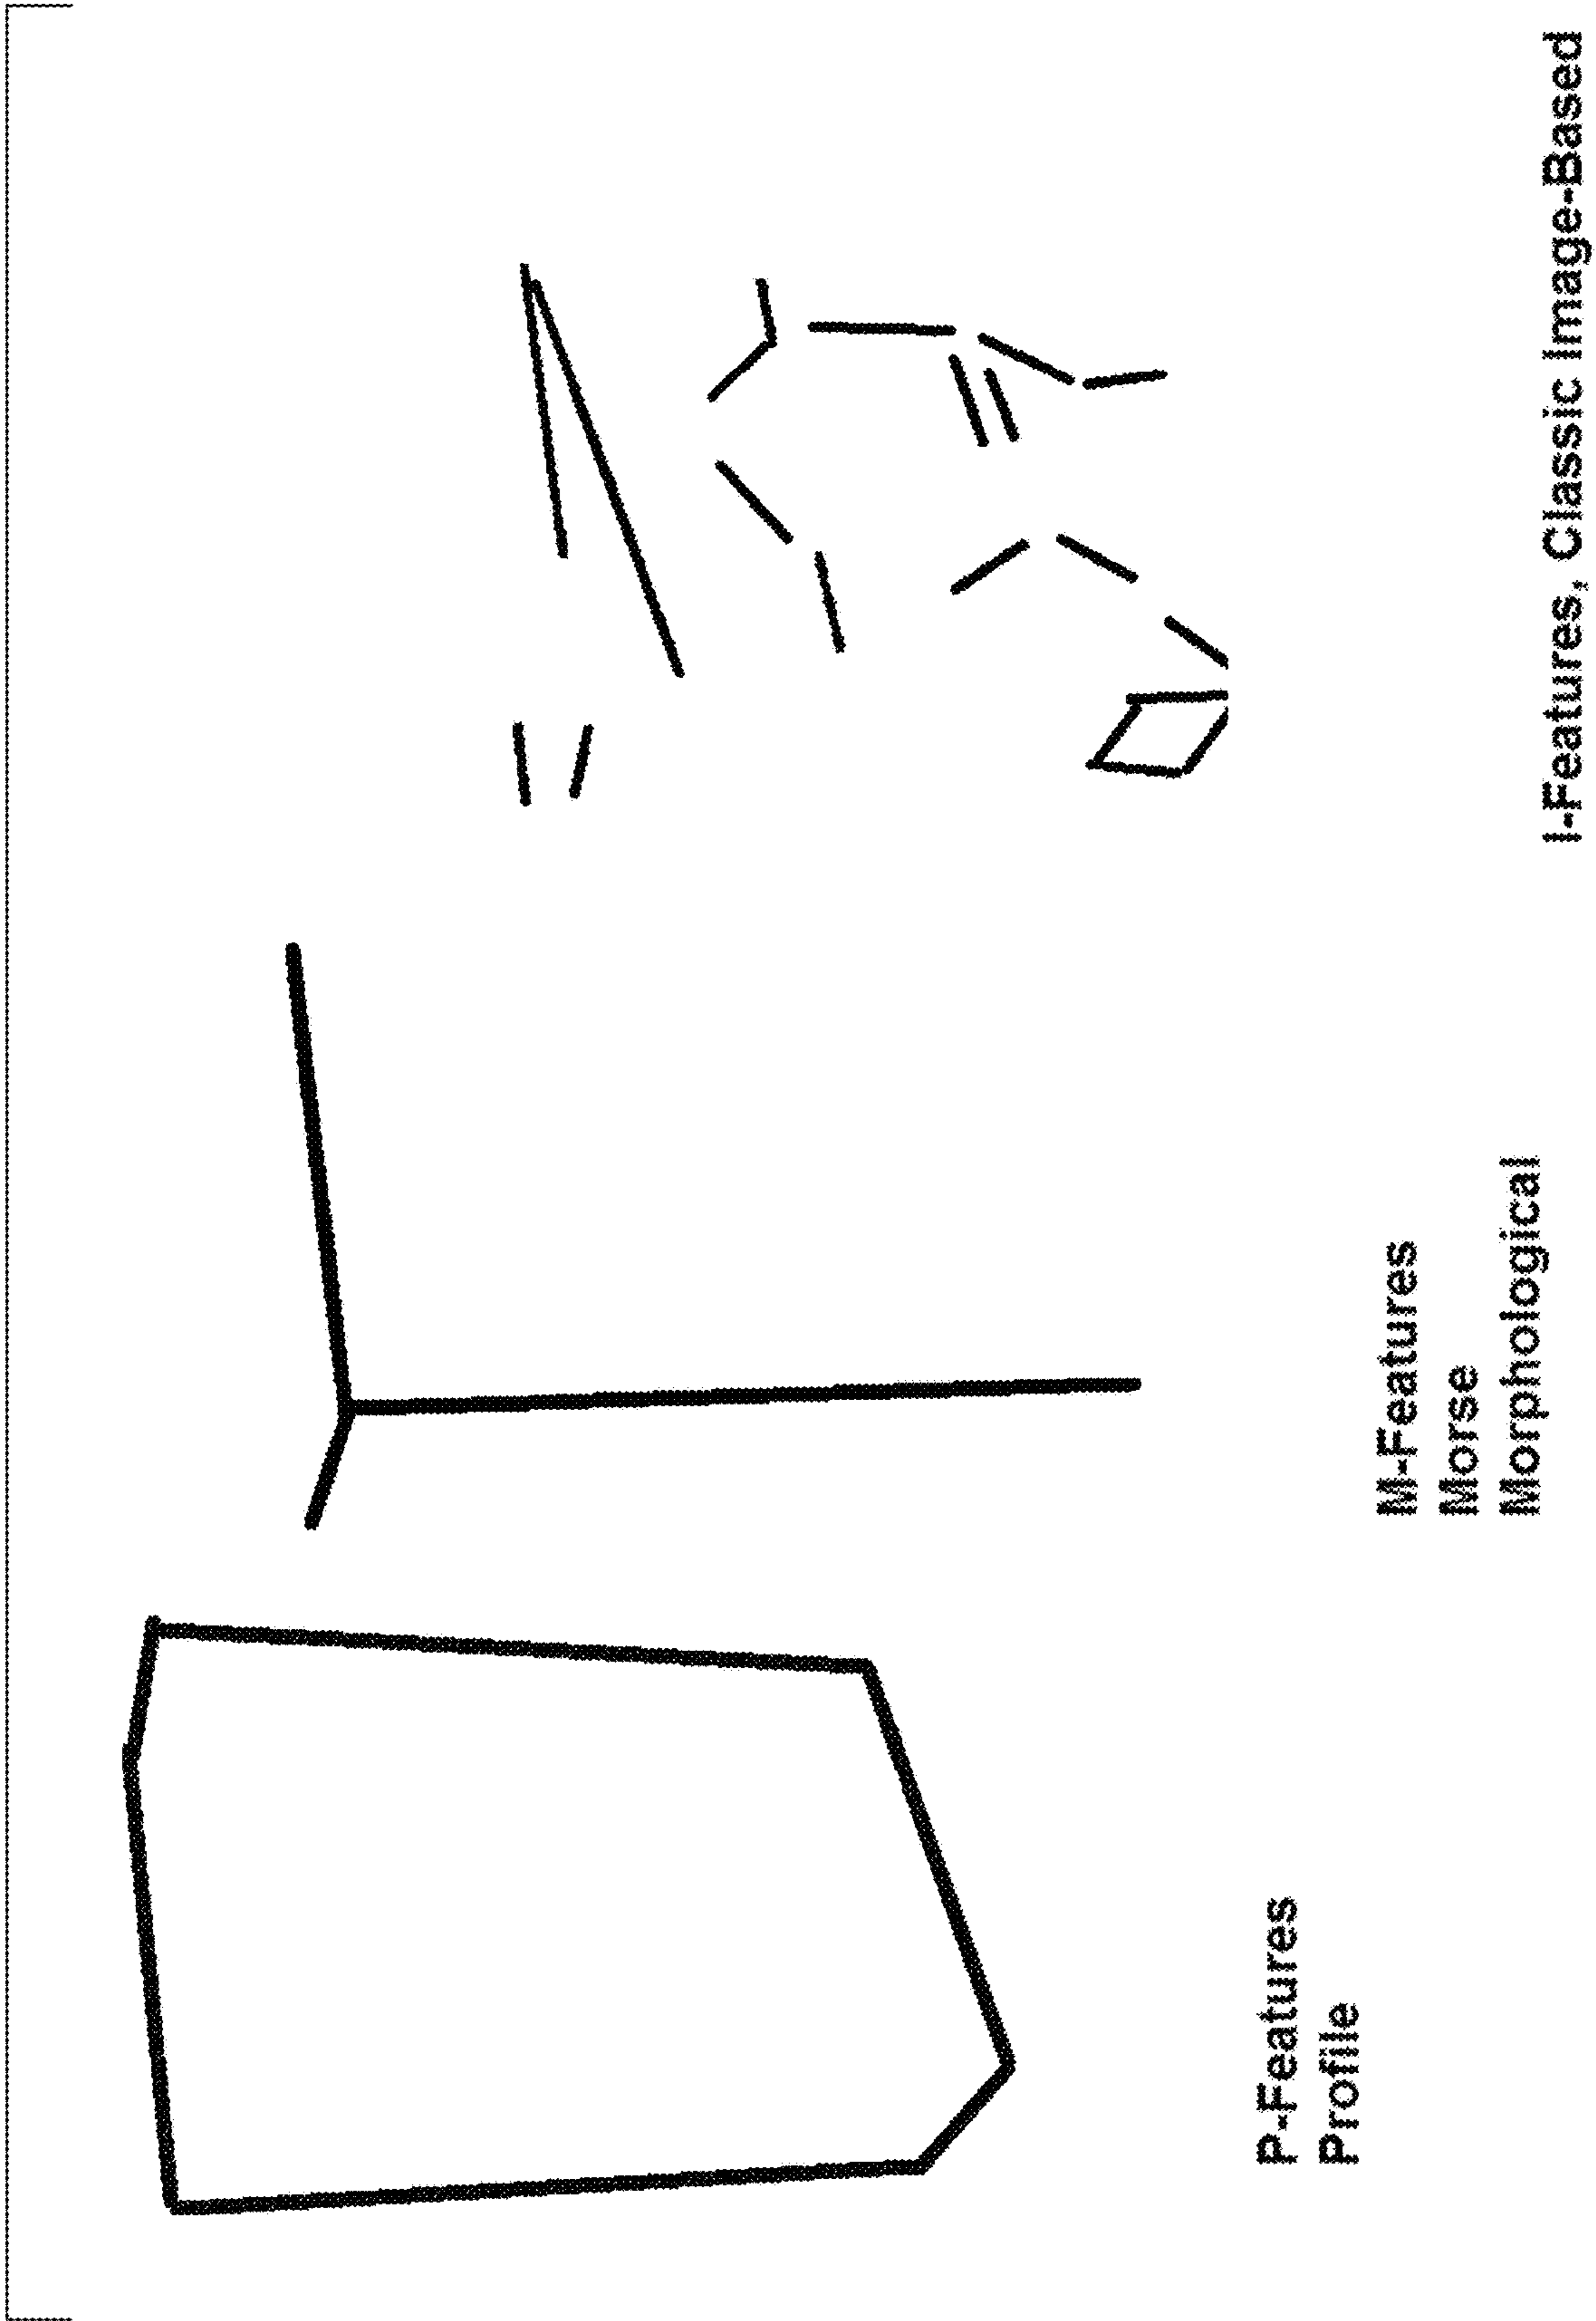 P-Features
Profile
M-Features
Morse
Morphological
I-Features, Classic Image-Based